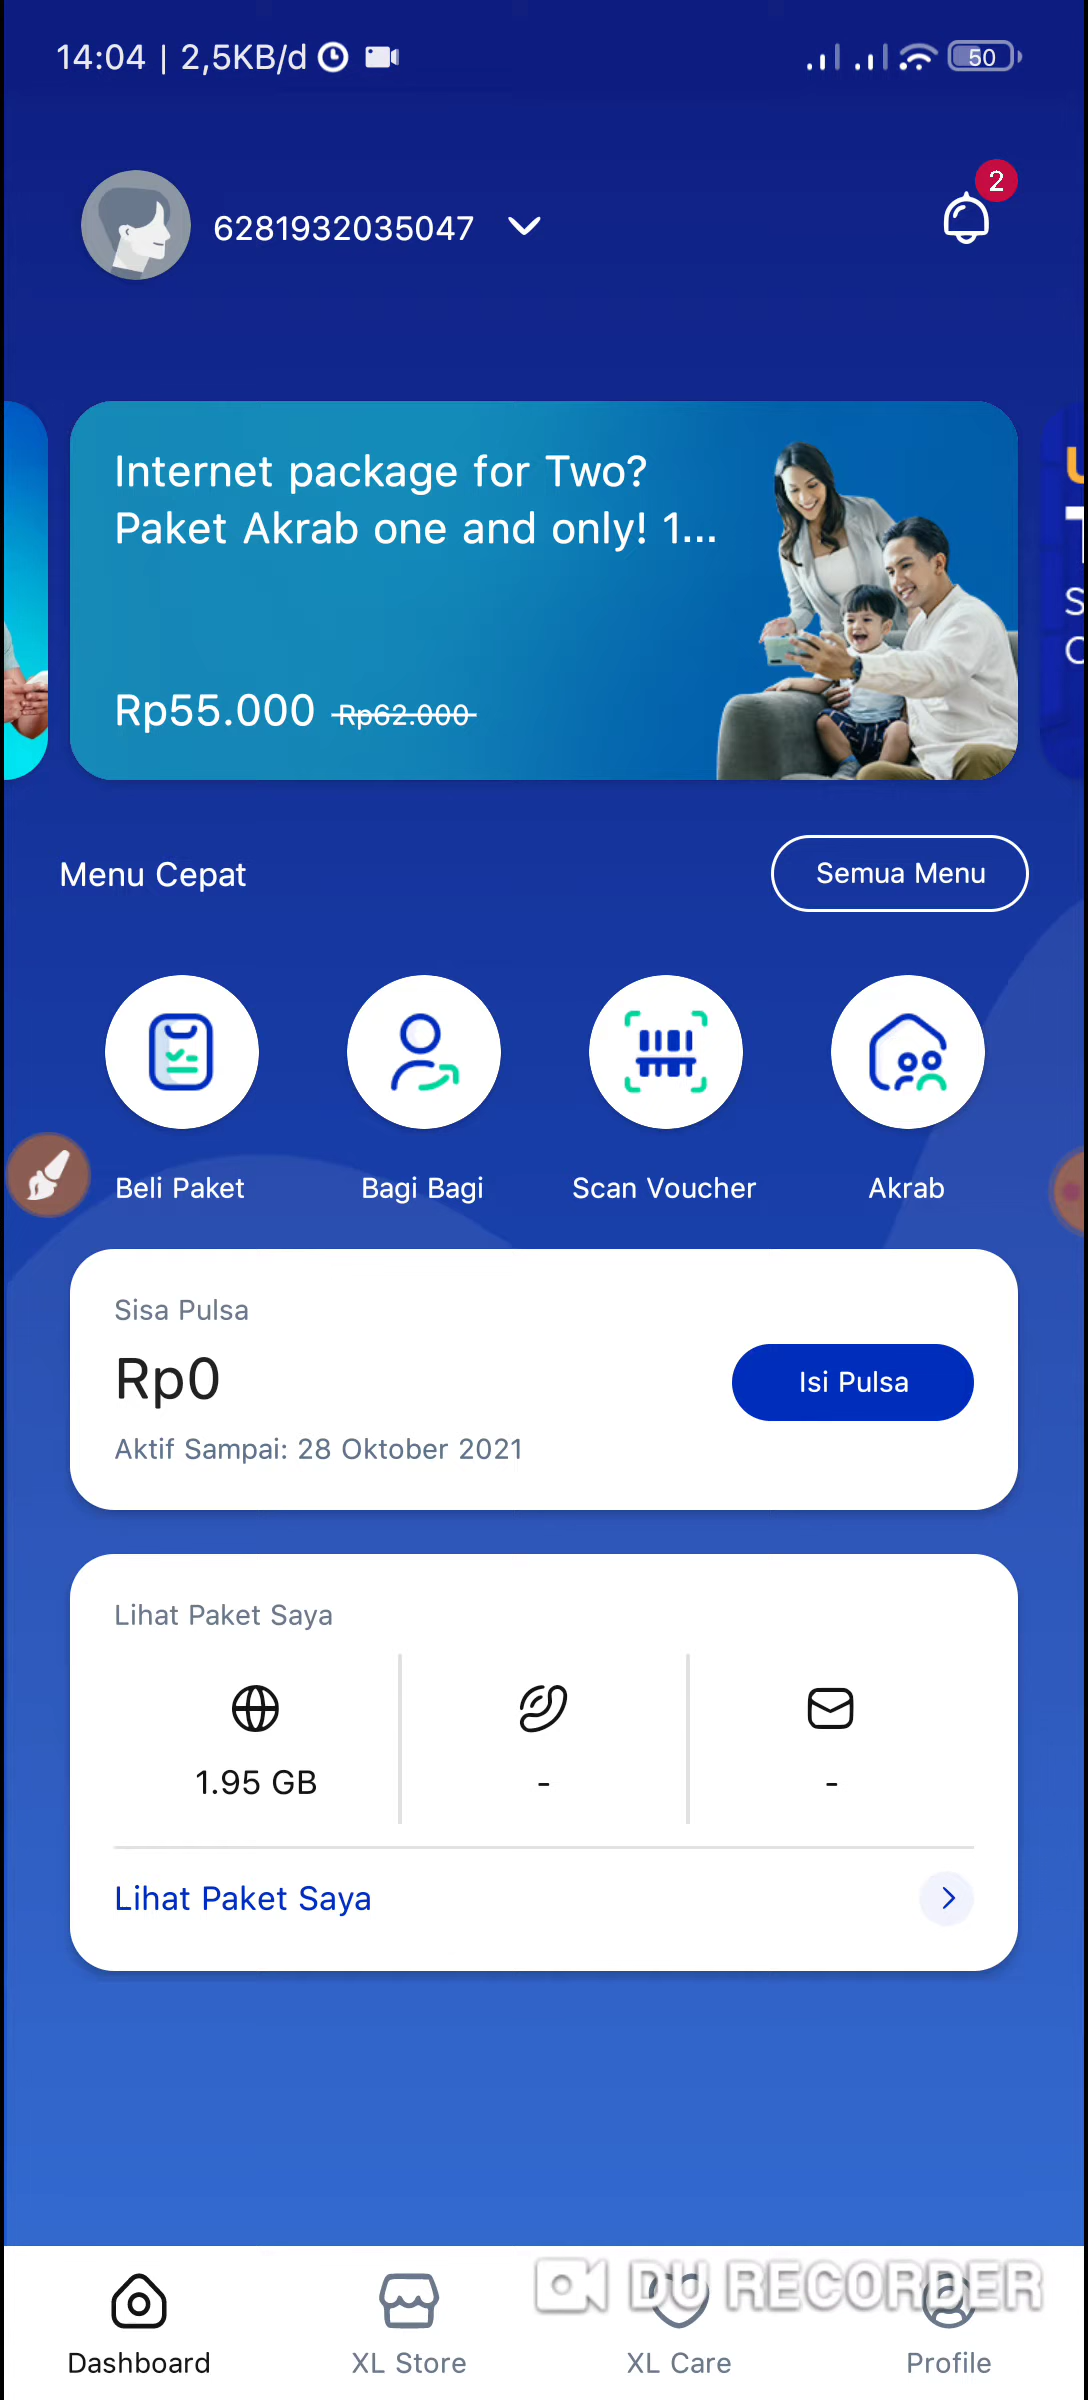 14:04 | 2,5KB/d
50
2
6281932035047
Internet package for Two?
Paket Akrab one and only! 1...
Rp55.000 Rp62.000
Menu Cepat
Semua Menu
Beli Paket
Bagi Bagi
Scan Voucher
Akrab
Sisa Pulsa
Rp0
Isi Pulsa
Aktif Sampai: 28 Oktober 2021
Lihat Paket Saya
1.95 GB
-
-
Lihat Paket Saya
DU RECORDER
Dashboard
XL Store
XL Care
Profile